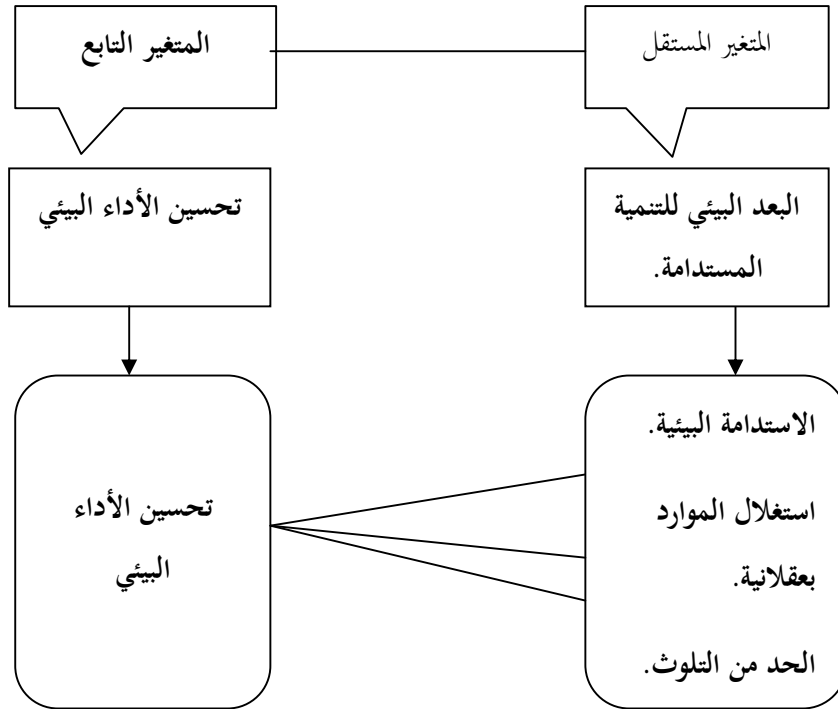 المتغير المستقل
المتغير التابع
البعد البيئي للتنمية
المستدامة.
تحسين الأداء البيئي
الاستدامة البيئية.
استغلال الموارد
بعقلانية.
الحد من التلوث.
تحسين الأداء
البيئي